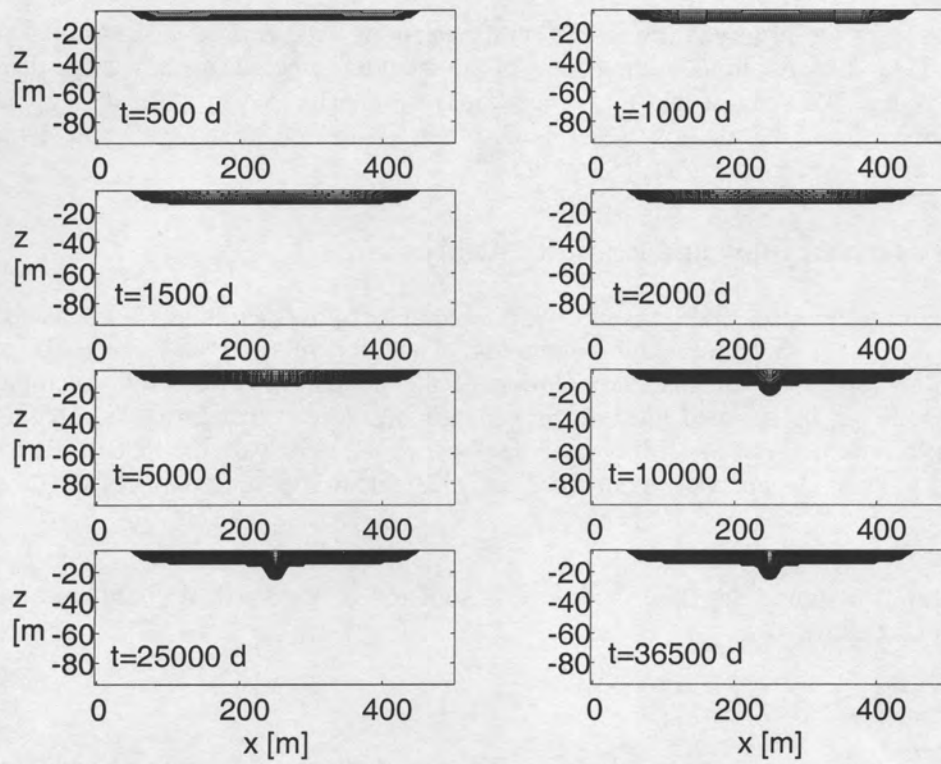 -20
z -40
[m -60
-80
t=500 d
0 200 400
-20
-40
-60
-80
t=1000 d
0 200 400
-20
z -40
[m -60
-80
t=1500 d
0 200 400
-20
-40
-60
-80
t=2000 d
0 200 400
-20
z -40
[m -60
-80
t=5000 d
0 200 400
-20
-40
-60
-80
t=10000 d
0 200 400
-20
z -40
[m -60
-80
t=25000 d
0 200 400
x [m]
-20
-40
-60
-80
t=36500 d
0 200 400
x [m]